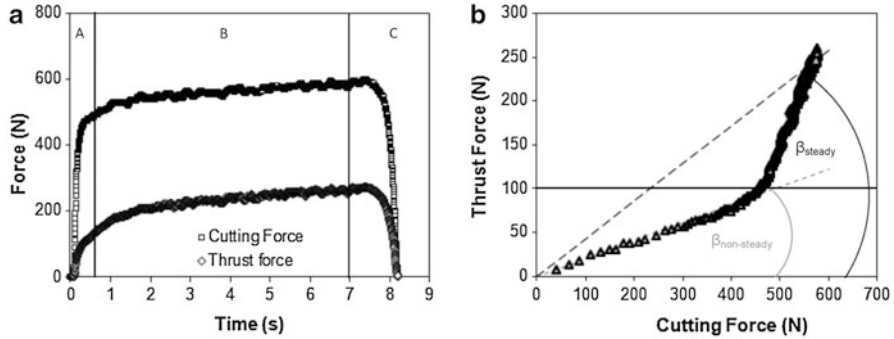 a
A
B
C
800
600
400
200
0
Force (N)
Cutting Force
Thrust force
0 1 2 3 4 5 6 7 8 9
Time (s)
b
300
250
200
150
100
50
0
Thrust Force (N)
βsteady
βnon-steady
0 100 200 300 400 500 600 700
Cutting Force (N)